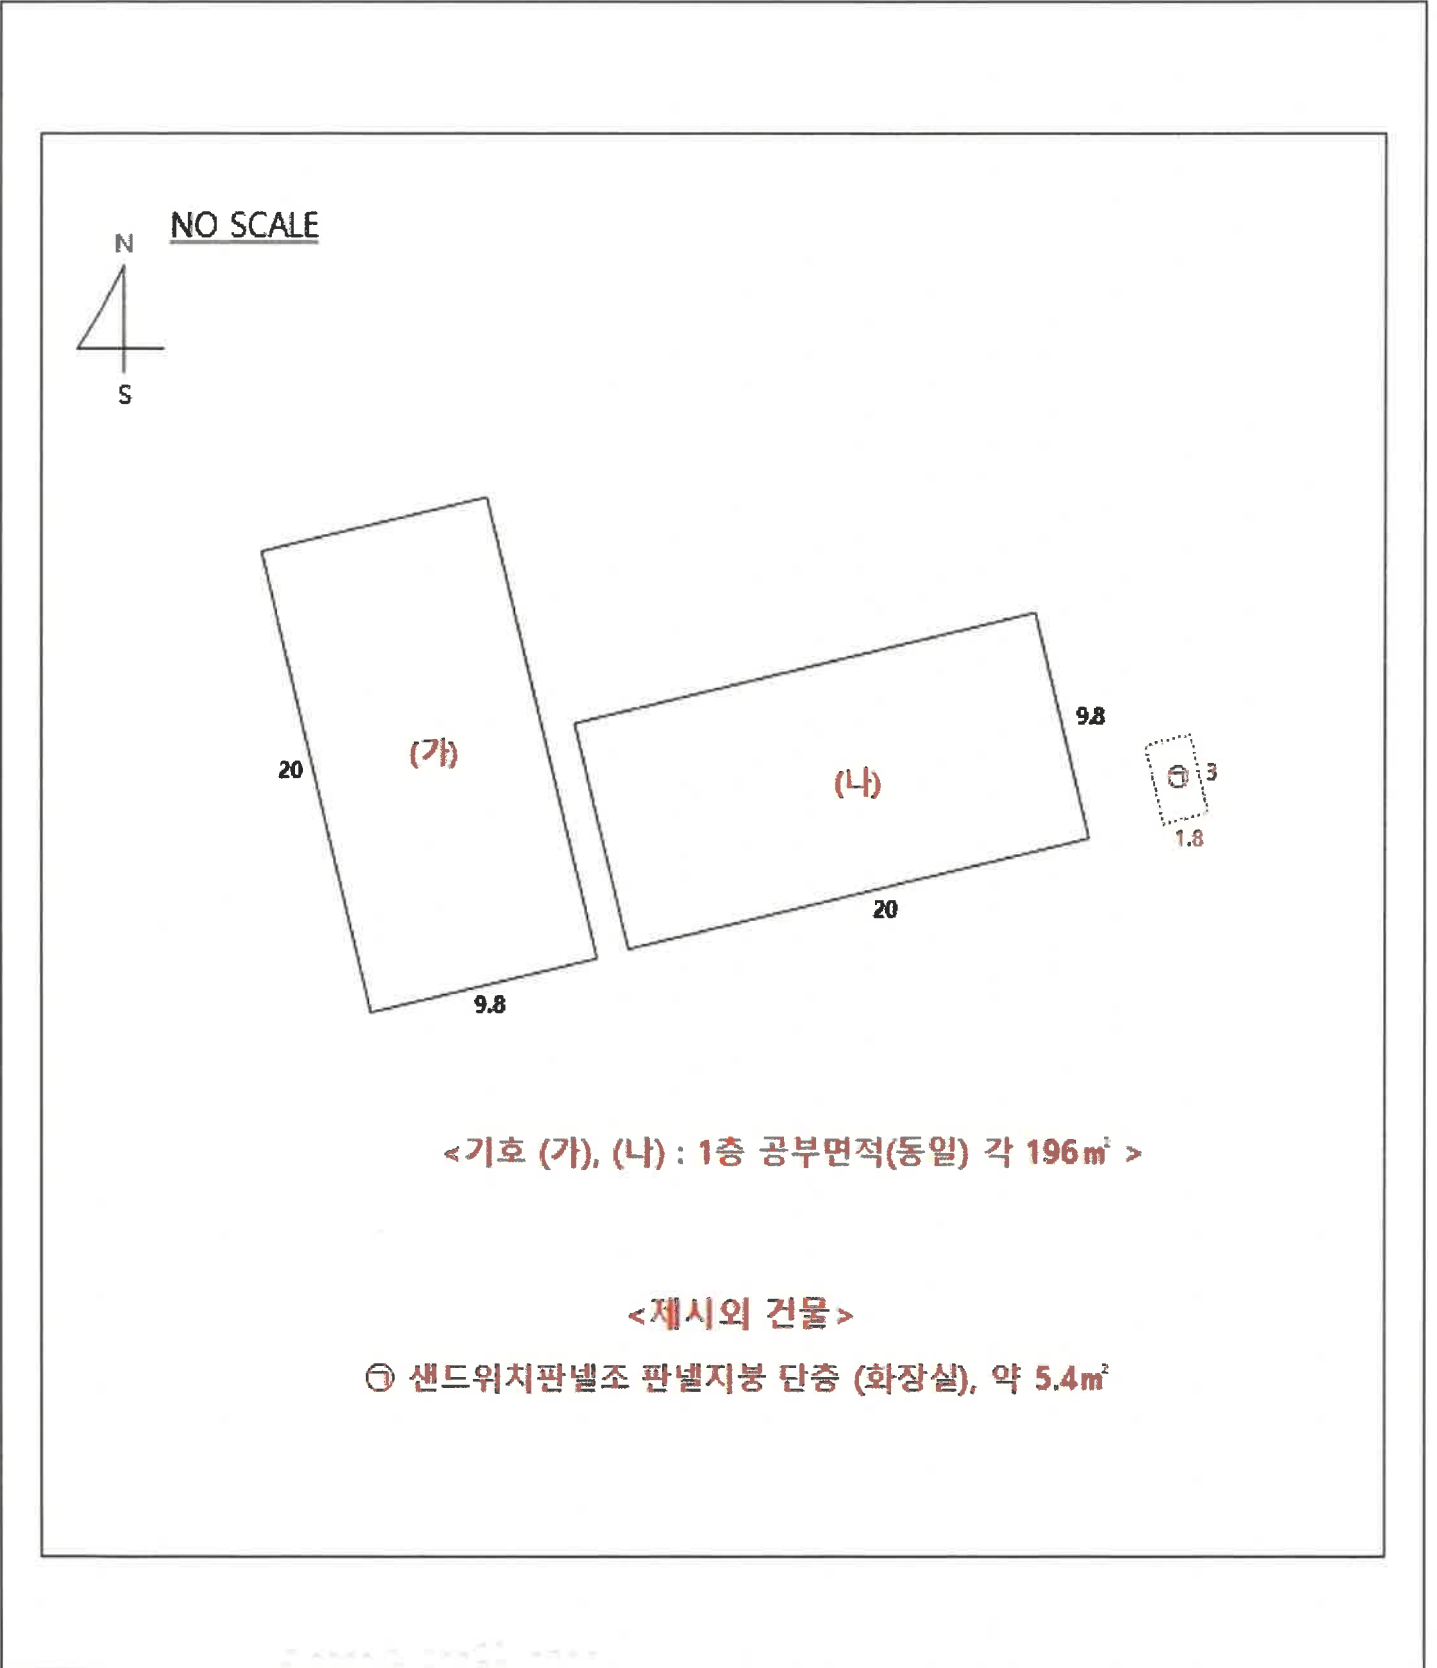 NO SCALE
N
S
(가)
20
9.8
(나)
9.8
20
㉠
3
1.8
<기호 (가), (나) : 1층 공부면적(동일) 각 196㎡ >
<제시외 건물>
㉠ 샌드위치판넬조 판넬지붕 단층 (화장실), 약 5.4㎡